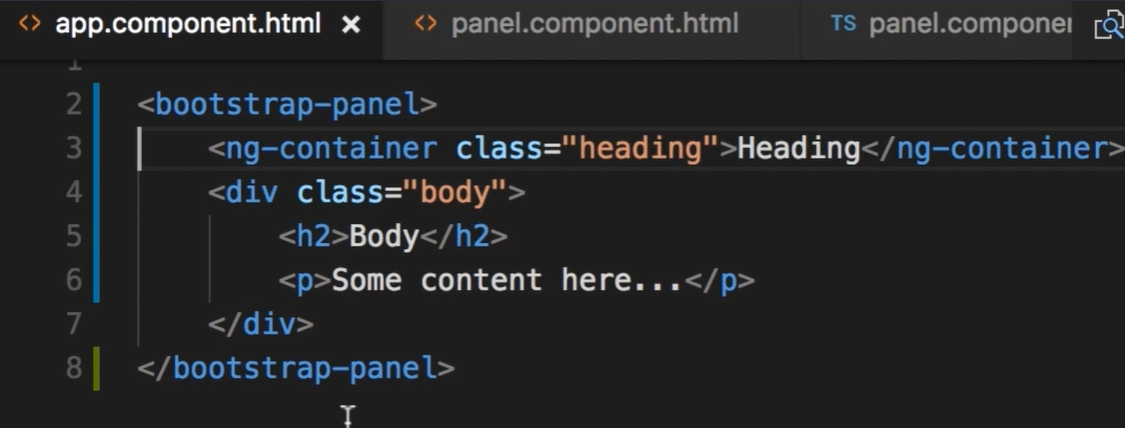 <> app.component.html × <> panel.component.html TS panel.componer
1
2 <bootstrap-panel>
3 <ng-container class="heading">Heading</ng-container>
4 <div class="body">
5 <h2>Body</h2>
6 <p>Some content here...</p>
7 </div>
8 </bootstrap-panel>